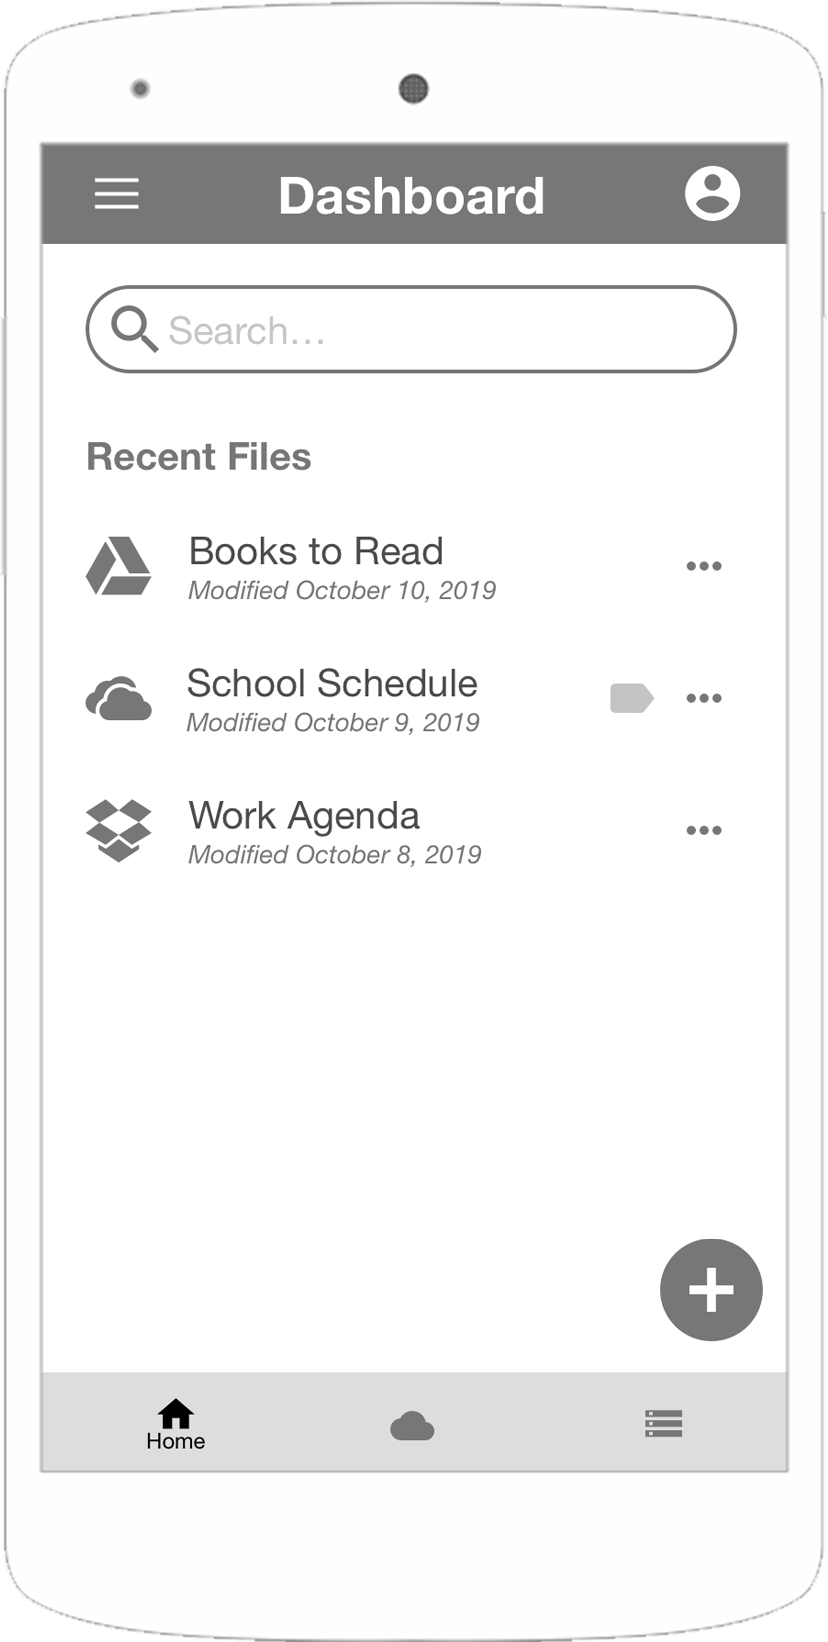 Dashboard
Search...
Recent Files
Books to Read
Modified October 10, 2019
School Schedule
Modified October 9, 2019
Work Agenda
Modified October 8, 2019
Home